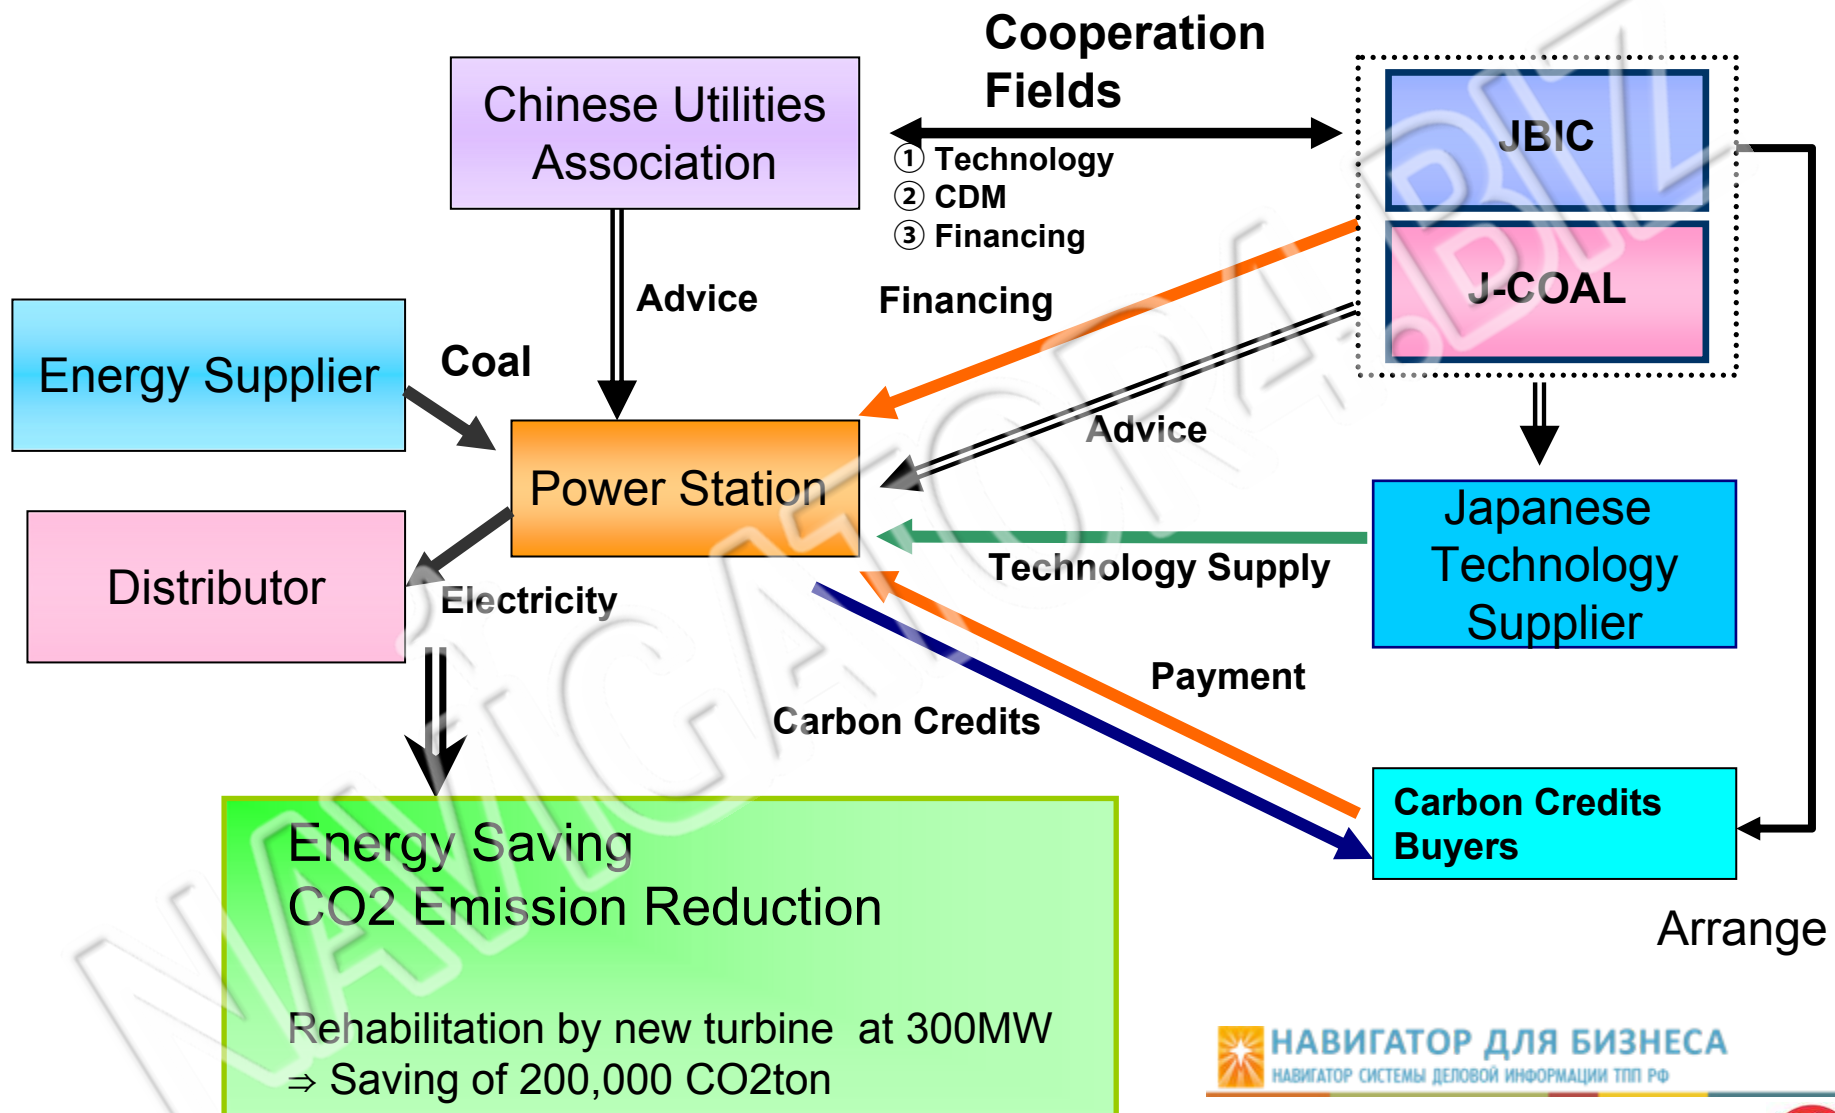 Cooperation
Fields
Chinese Utilities
Association
JBIC
① Technology
② CDM
③ Financing
J-COAL
Advice
Financing
Energy Supplier
Coal
Advice
Power Station
Japanese
Technology
Supplier
Technology Supply
Distributor
Electricity
Payment
Carbon Credits
Carbon Credits
Buyers
Energy Saving
CO2 Emission Reduction
Arrange
Rehabilitation by new turbine at 300MW
⇒ Saving of 200,000 CO2ton
NAVIGATOR4.BIZ
НАВИГАТОР ДЛЯ БИЗНЕСА
НАВИГАТОР СИСТЕМЫ ДЕЛОВОЙ ИНФОРМАЦИИ ТПП РФ